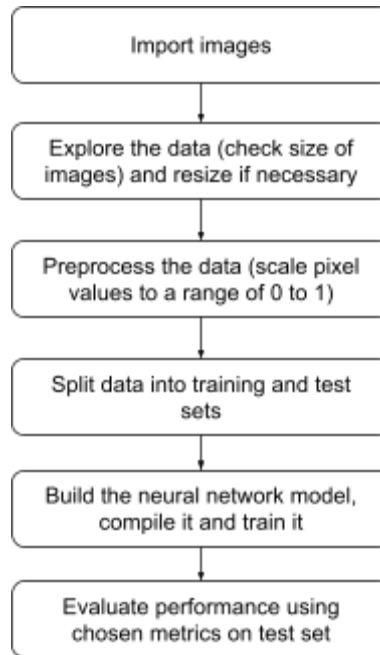 Import images
Explore the data (check size of
images) and resize if necessary
Preprocess the data (scale pixel
values to a range of 0 to 1)
Split data into training and test
sets
Build the neural network model,
compile it and train it
Evaluate performance using
chosen metrics on test set